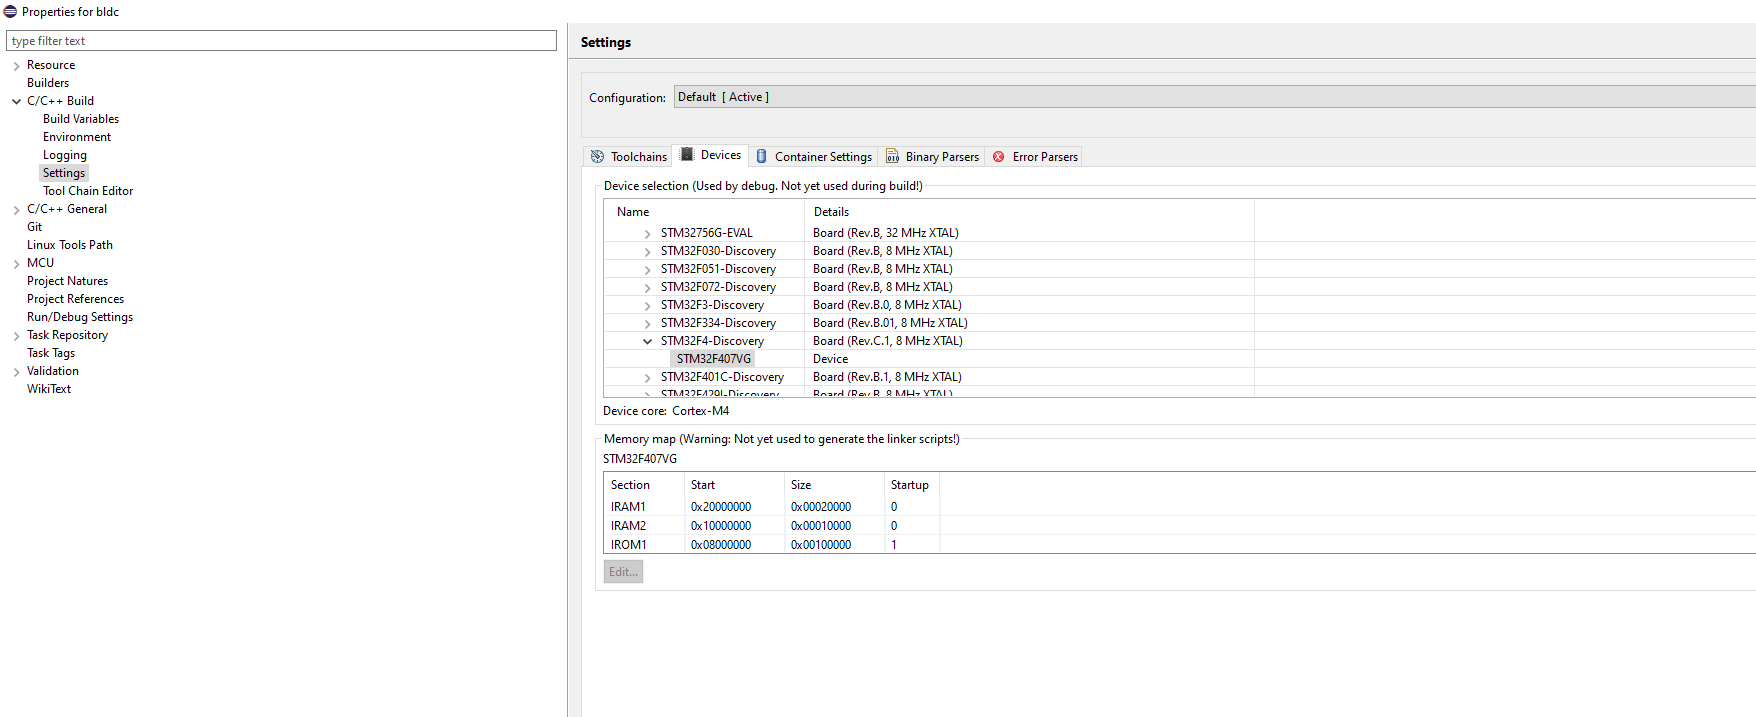 Properties for bldc
type filter text
Resource
Builders
C/C++ Build
Build Variables
Environment
Logging
Settings
Tool Chain Editor
C/C++ General
Git
Linux Tools Path
MCU
Project Natures
Project References
Run/Debug Settings
Task Repository
Task Tags
Validation
WikiText
Settings
Configuration: Default [ Active ]
Toolchains Devices Container Settings Binary Parsers Error Parsers
Device selection (Used by debug. Not yet used during build!)
Name Details
STM32756G-EVAL Board (Rev.B, 32 MHz XTAL)
STM32F030-Discovery Board (Rev.B, 8 MHz XTAL)
STM32F051-Discovery Board (Rev.B, 8 MHz XTAL)
STM32F072-Discovery Board (Rev.B, 8 MHz XTAL)
STM32F3-Discovery Board (Rev.B.0, 8 MHz XTAL)
STM32F334-Discovery Board (Rev.B.01, 8 MHz XTAL)
STM32F4-Discovery Board (Rev.C.1, 8 MHz XTAL)
STM32F407VG Device
STM32F401C-Discovery Board (Rev.B.1, 8 MHz XTAL)
STM32F429I-Discovery Board (Rev.B, 8 MHz XTAL)
Device core: Cortex-M4
Memory map (Warning: Not yet used to generate the linker scripts!)
STM32F407VG
Section Start Size Startup
IRAM1 0x20000000 0x00020000 0
IRAM2 0x10000000 0x00010000 0
IROM1 0x08000000 0x00100000 1
Edit...